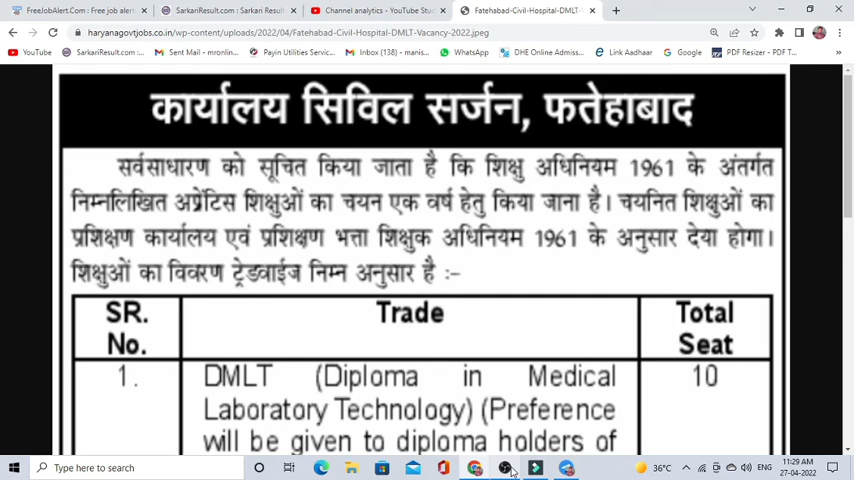 FreeJobAlert.Com : Free job alert
SarkariResult.com : Sarkari Resul
Channel analytics - YouTube Stud
Fatehabad-Civil-Hospital-DMLT-V
haryanagovtjobs.co.in/wp-content/uploads/2022/04/Fatehabad-Civil-Hospital-DMLT-Vacancy-2022.jpeg
YouTube
SarkariResult.com
Sent Mail - mronlin...
Payin Utilities Servic...
Inbox (138) - manis...
WhatsApp
DHE Online Admiss...
Link Aadhaar
Google
PDF Resizer - PDF T...
कार्यालय सिविल सर्जन, फतेहाबाद
सर्वसाधारण को सूचित किया जाता है कि शिक्षु अधिनियम 1961 के अंतर्गत
निम्नलिखित अप्रेंटिस शिक्षुओं का चयन एक वर्ष हेतु किया जाना है। चयनित शिक्षुओं का
प्रशिक्षण कार्यालय एवं प्रशिक्षण भत्ता शिक्षुक अधिनियम 1961 के अनुसार देया होगा।
शिक्षुओं का विवरण ट्रेडवाईज निम्न अनुसार है :-
SR. No. Trade Total Seat
1. DMLT (Diploma in Medical 10
Laboratory Technology) (Preference
will be given to diploma holders of
Type here to search
36°C
ENG
11:29 AM
27-04-2022